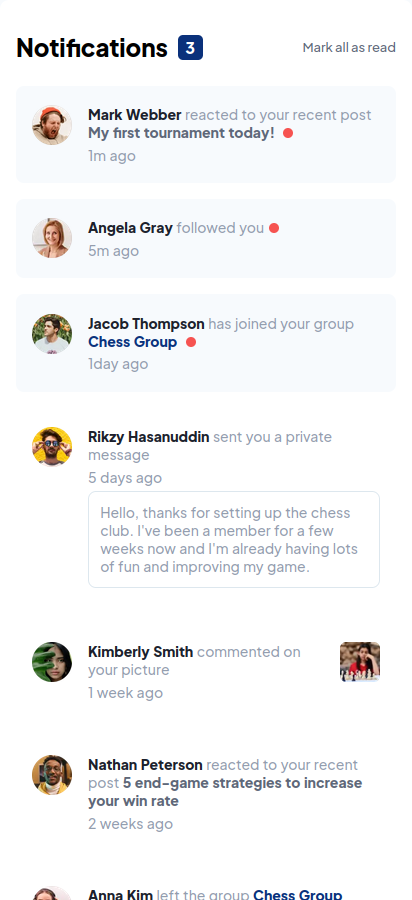 Notifications 3
Mark all as read
Mark Webber reacted to your recent post
My first tournament today!
1m ago
Angela Gray followed you
5m ago
Jacob Thompson has joined your group
Chess Group
1day ago
Rikzy Hasanuddin sent you a private
message
5 days ago
Hello, thanks for setting up the chess
club. I've been a member for a few
weeks now and I'm already having lots
of fun and improving my game.
Kimberly Smith commented on
your picture
1 week ago
Nathan Peterson reacted to your recent
post 5 end-game strategies to increase
your win rate
2 weeks ago
Anna Kim left the group Chess Group